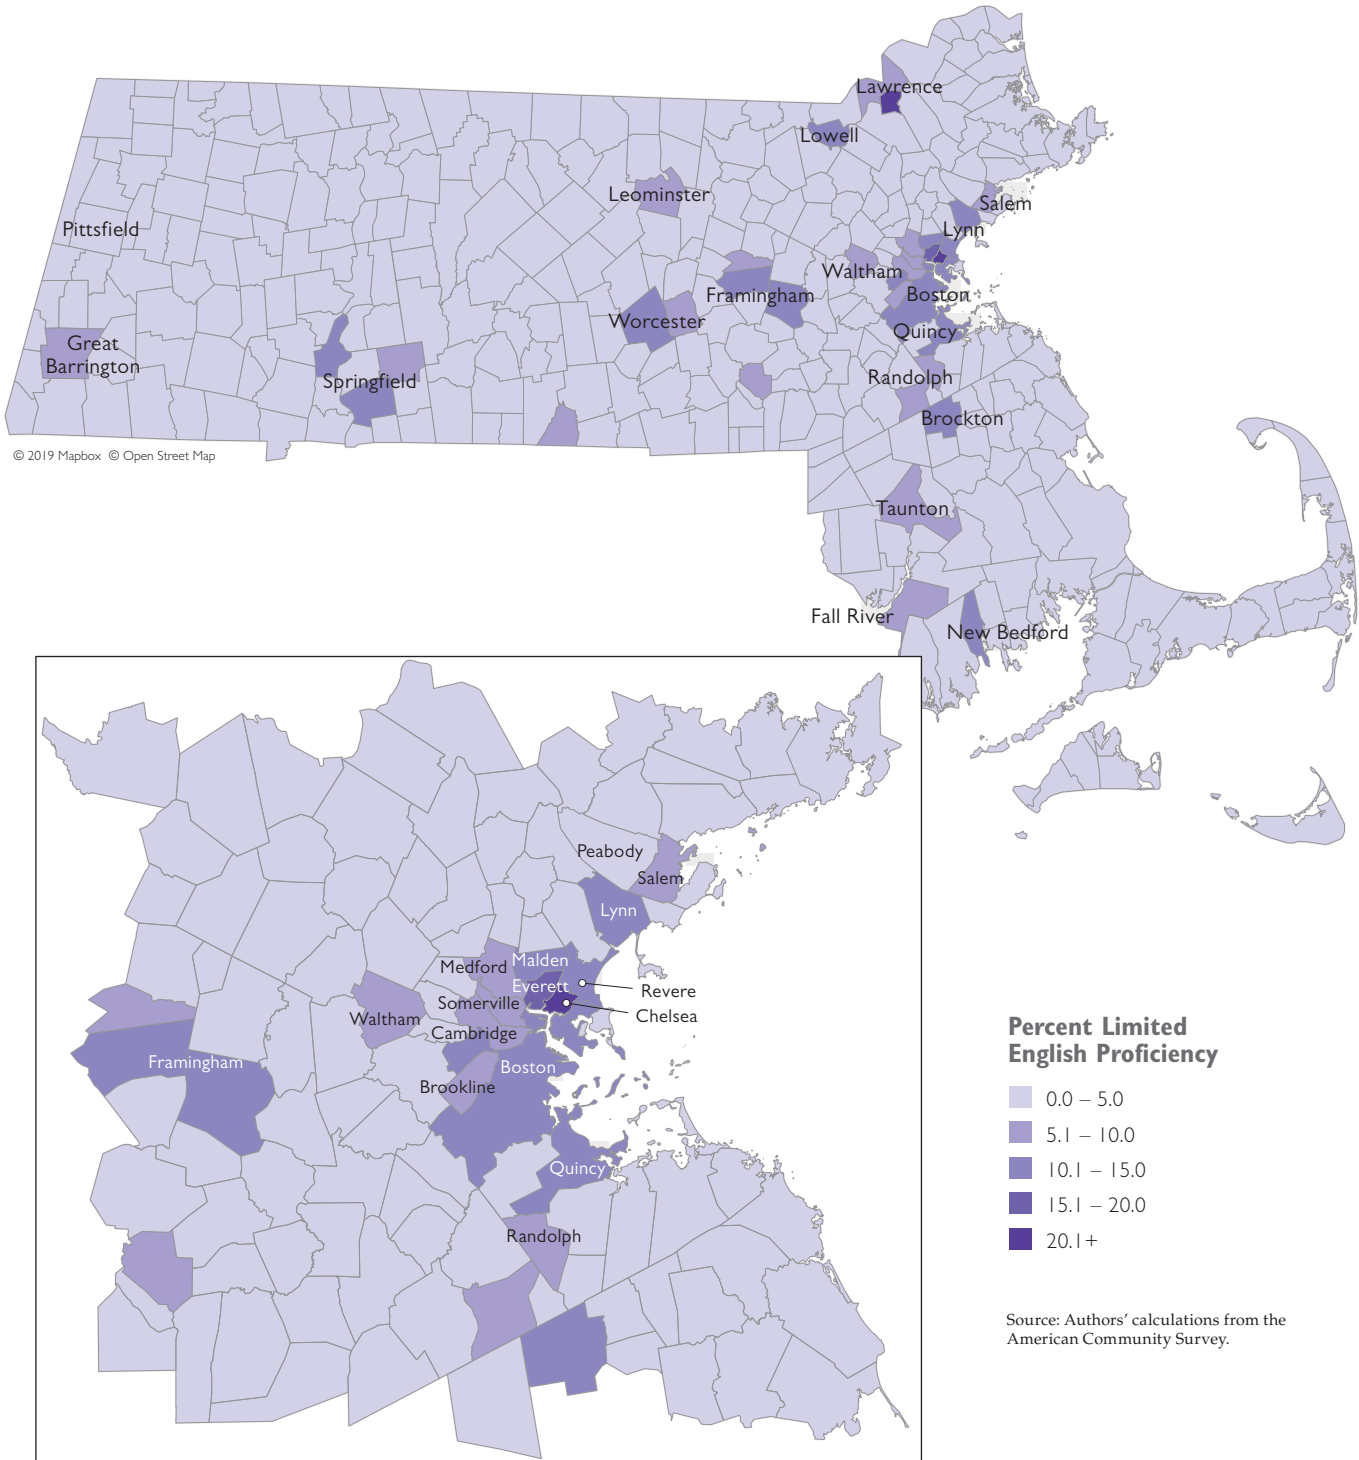 Lawrence
Lowell
Leominster
Salem
Pittsfield
Lynn
Waltham
Framingham
Boston
Worcester
Quincy
Great
Barrington
Springfield
Randolph
Brockton
© 2019 Mapbox © Open Street Map
Taunton
Fall River
New Bedford
Peabody
Salem
Lynn
Malden
Medford
Everett
Revere
Somerville
Chelsea
Waltham
Cambridge
Framingham
Boston
Brookline
Quincy
Randolph
Percent Limited
English Proficiency
0.0 – 5.0
5.1 – 10.0
10.1 – 15.0
15.1 – 20.0
20.1+
Source: Authors’ calculations from the
American Community Survey.